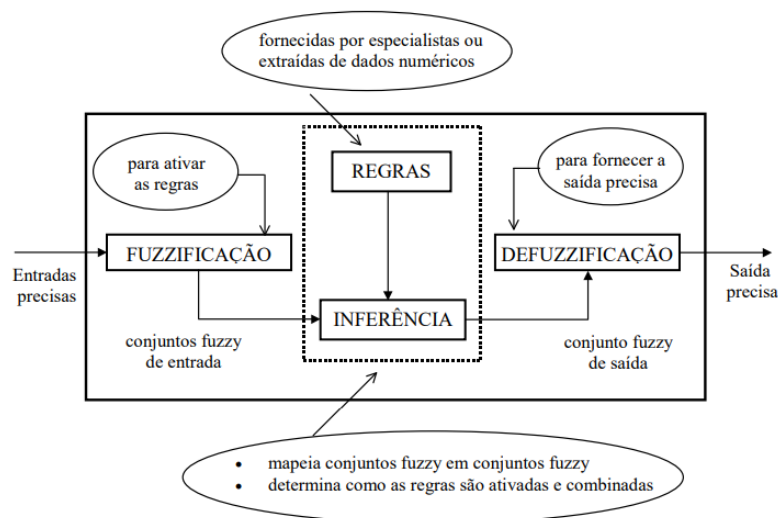 fornecidas por especialistas ou
extraídas de dados numéricos
para ativar
as regras
REGRAS
para fornecer a
saída precisa
FUZZIFICAÇÃO
DEFUZZIFICAÇÃO
Entradas
precisas
Saída
precisa
INFERÊNCIA
conjuntos fuzzy
de entrada
conjunto fuzzy
de saída
• mapeia conjuntos fuzzy em conjuntos fuzzy
• determina como as regras são ativadas e combinadas